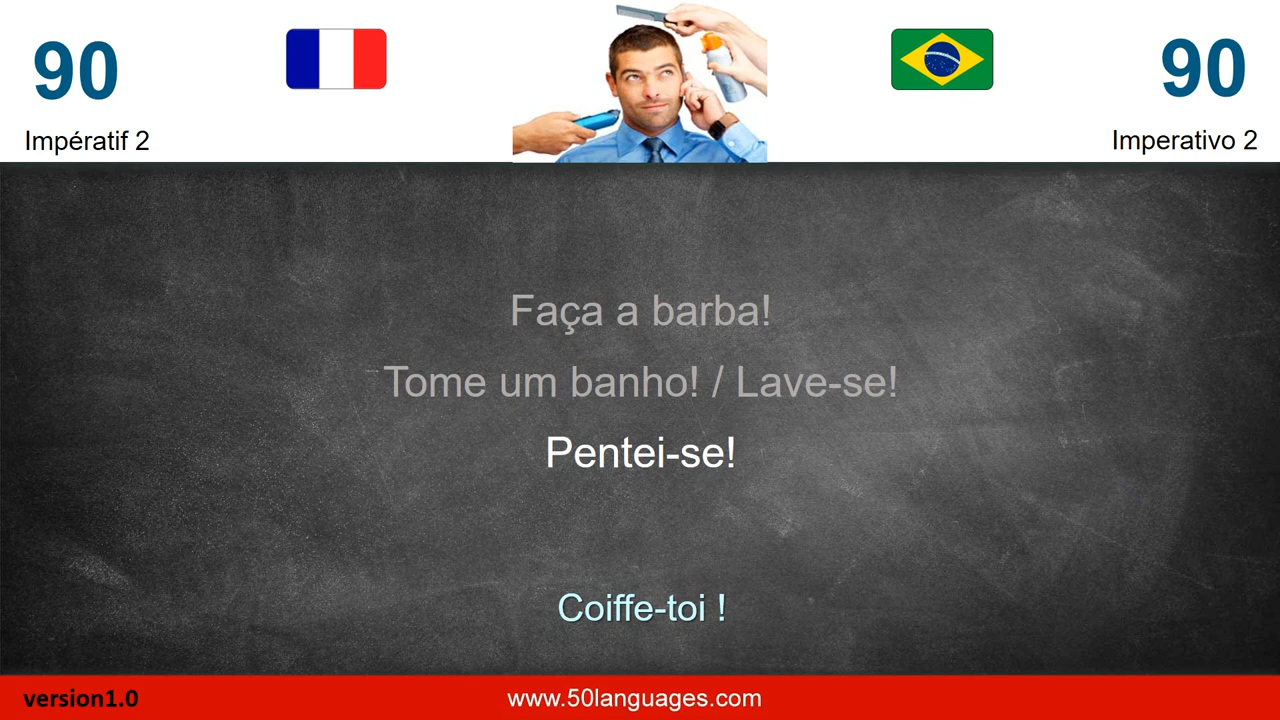 90
90
Impératif 2
Imperativo 2
Faça a barba!
Tome um banho! / Lave-se!
Pentei-se!
Coiffe-toi !
version1.0
www.50languages.com